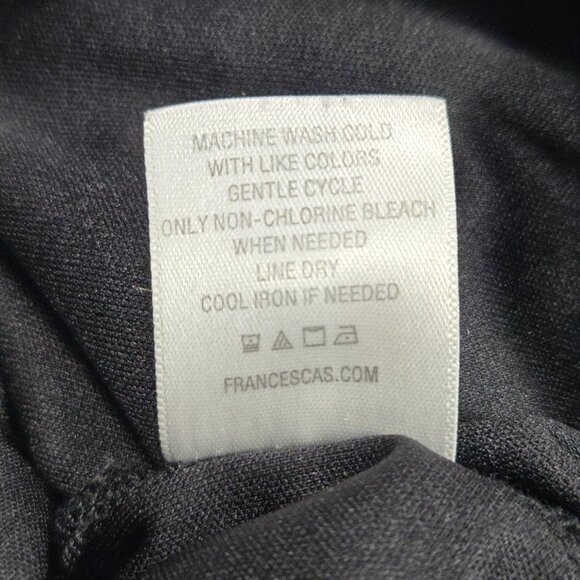 MACHINE WASH COLD
WITH LIKE COLORS
GENTLE CYCLE
ONLY NON-CHLORINE BLEACH
WHEN NEEDED
LINE DRY
COOL IRON IF NEEDED
FRANCESCAS.COM